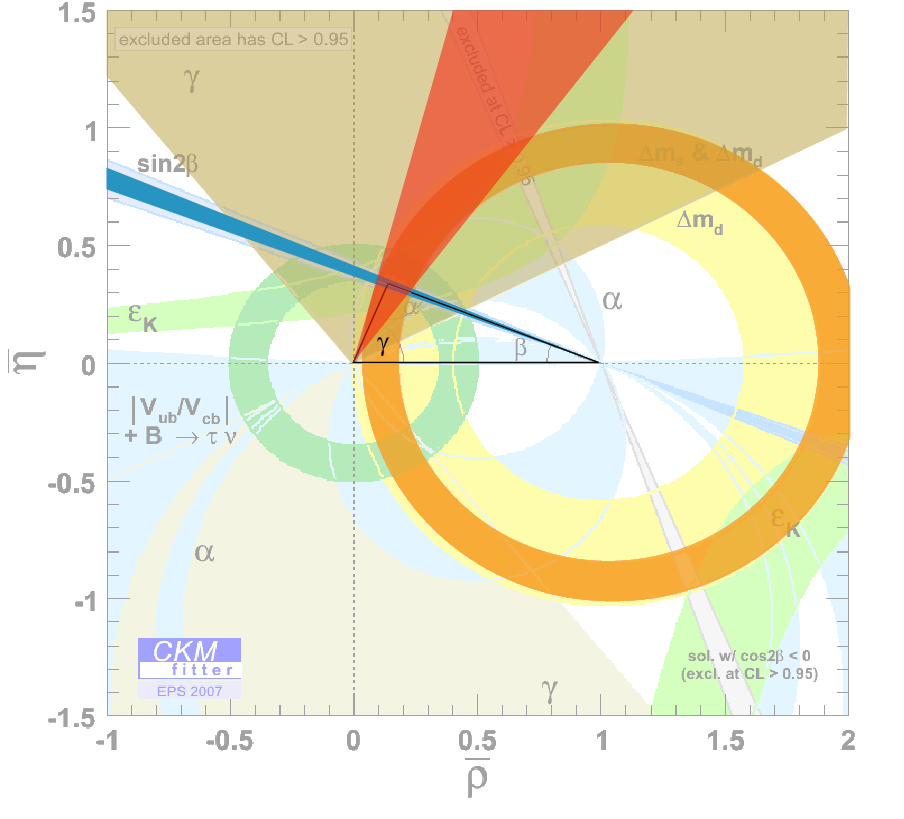 1.5
excluded area has CL > 0.95
excluded at CL > 0.95
γ
1
Δm_s & Δm_d
sin2β
Δm_d
0.5
α
ε_K
α
γ
β
η̅
0
|V_ub/V_cb|
+ B → τ ν
-0.5
ε_K
α
-1
CKM
fitter
EPS 2007
sol. w/ cos2β < 0
(excl. at CL > 0.95)
γ
-1.5
-1 -0.5 0 0.5 1 1.5 2
ρ̅